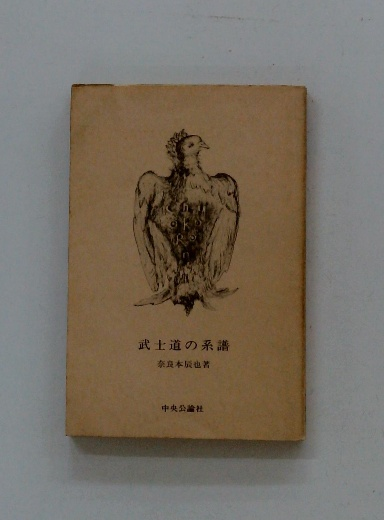 武士道の系譜
奈良本辰也著
中央公論社